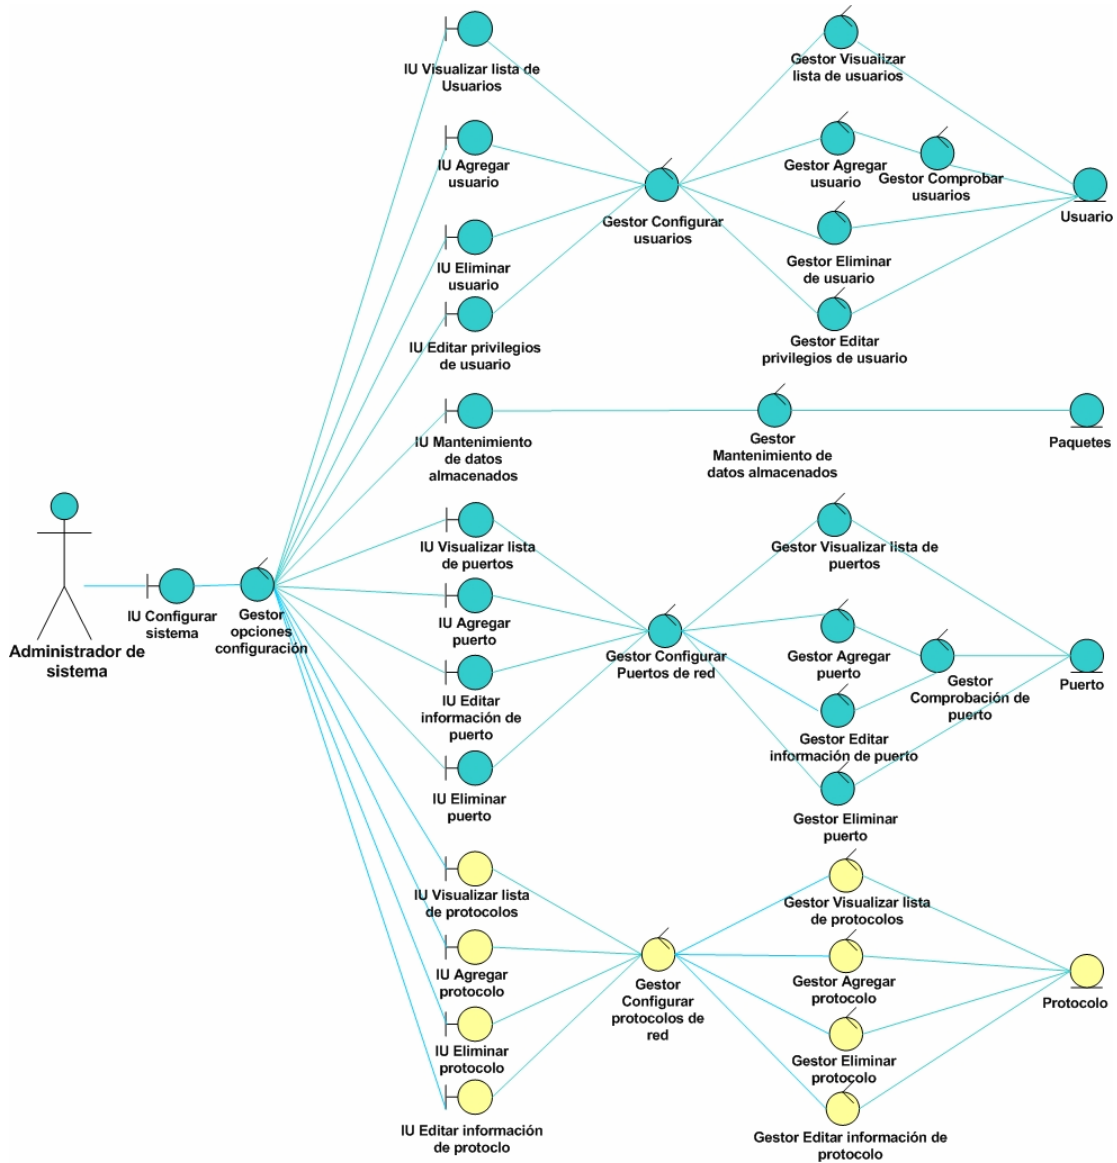 IU Visualizar lista de
Usuarios
Gestor Visualizar
lista de usuarios
IU Agregar
usuario
Gestor Agregar
usuario
Gestor Comprobar
usuarios
Usuario
Gestor Configurar
usuarios
IU Eliminar
usuario
Gestor Eliminar
de usuario
IU Editar privilegios
de usuario
Gestor Editar
privilegios de usuario
IU Mantenimiento
de datos
almacenados
Gestor
Mantenimiento de
datos almacenados
Paquetes
Administrador de
sistema
IU Configurar
sistema
Gestor
opciones
configuración
IU Visualizar lista
de puertos
Gestor Visualizar lista de
puertos
IU Agregar
puerto
Gestor Configurar
Puertos de red
Gestor Agregar
puerto
Gestor
Comprobación de
puerto
Puerto
IU Editar
información de
puerto
Gestor Editar
información de puerto
IU Eliminar
puerto
Gestor Eliminar
puerto
IU Visualizar lista
de protocolos
Gestor Visualizar lista
de protocolos
IU Agregar
protocolo
Gestor
Configurar
protocolos de
red
Gestor Agregar
protocolo
Protocolo
IU Eliminar
protocolo
Gestor Eliminar
protocolo
IU Editar información
de protoclo
Gestor Editar información de
protocolo